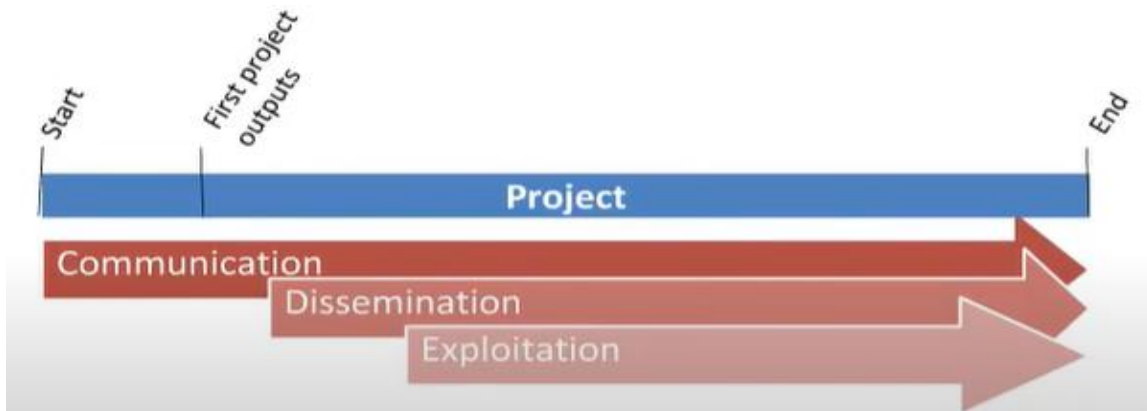 Start
First project
outputs
End
Project
Communication
Dissemination
Exploitation